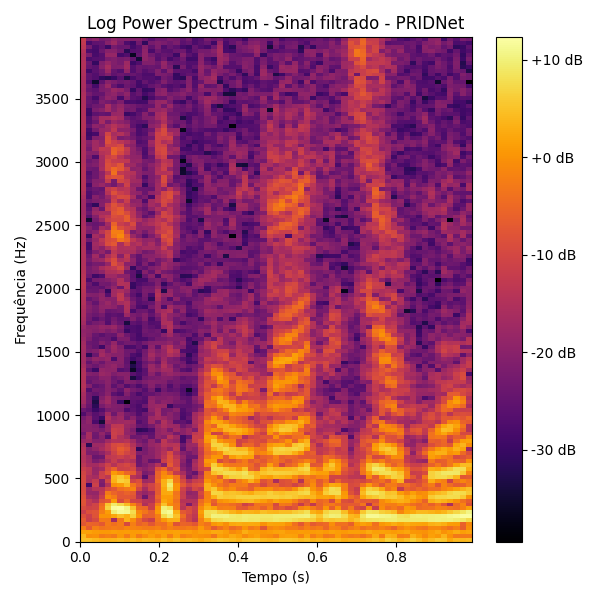 Log Power Spectrum - Sinal filtrado - PRIDNet
Frequência (Hz)
3500
3000
2500
2000
1500
1000
500
0
0.0 0.2 0.4 0.6 0.8
Tempo (s)
+10 dB
+0 dB
-10 dB
-20 dB
-30 dB